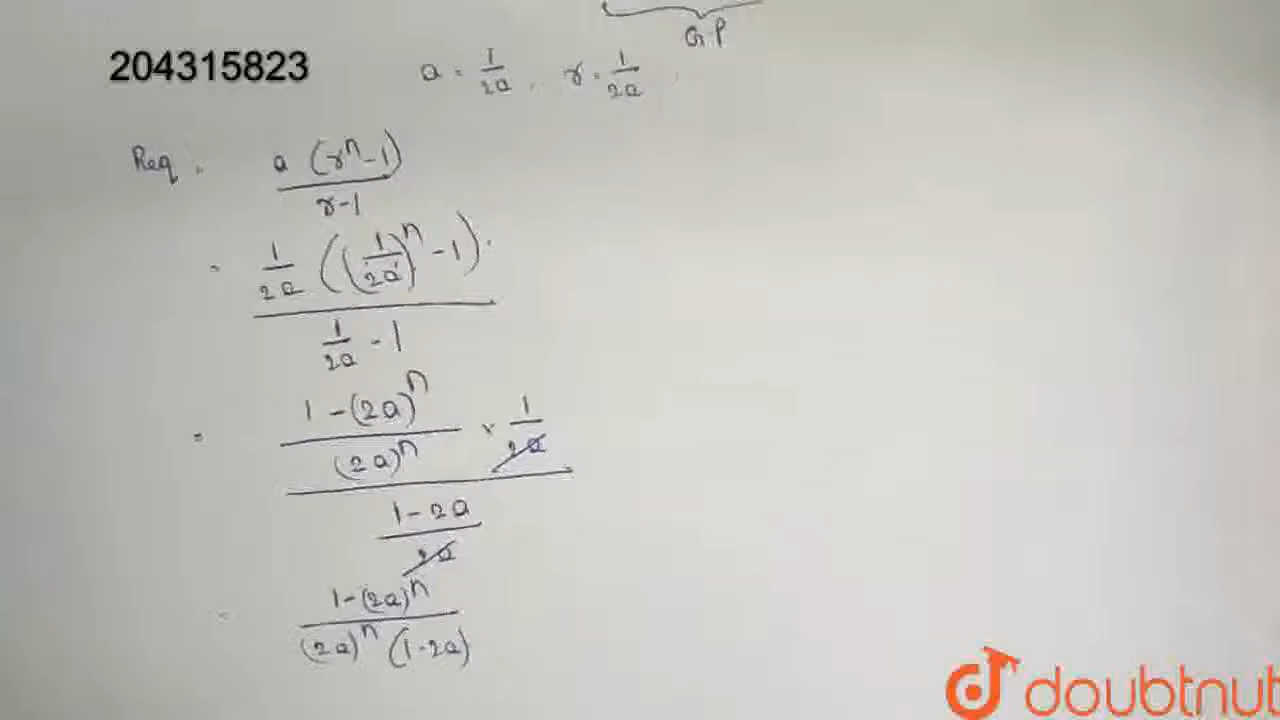 G.P
204315823
a = 1/2a , r = 1/2a .
Req . a (r^n - 1)
r - 1
= 1/2a ((1/2a)^n - 1) .
1/2a - 1
= 1 - (2a)^n / (2a)^n × 1/2a
1 - 2a / 2a
= 1 - (2a)^n
(2a)^n (1 - 2a)
doubtnut